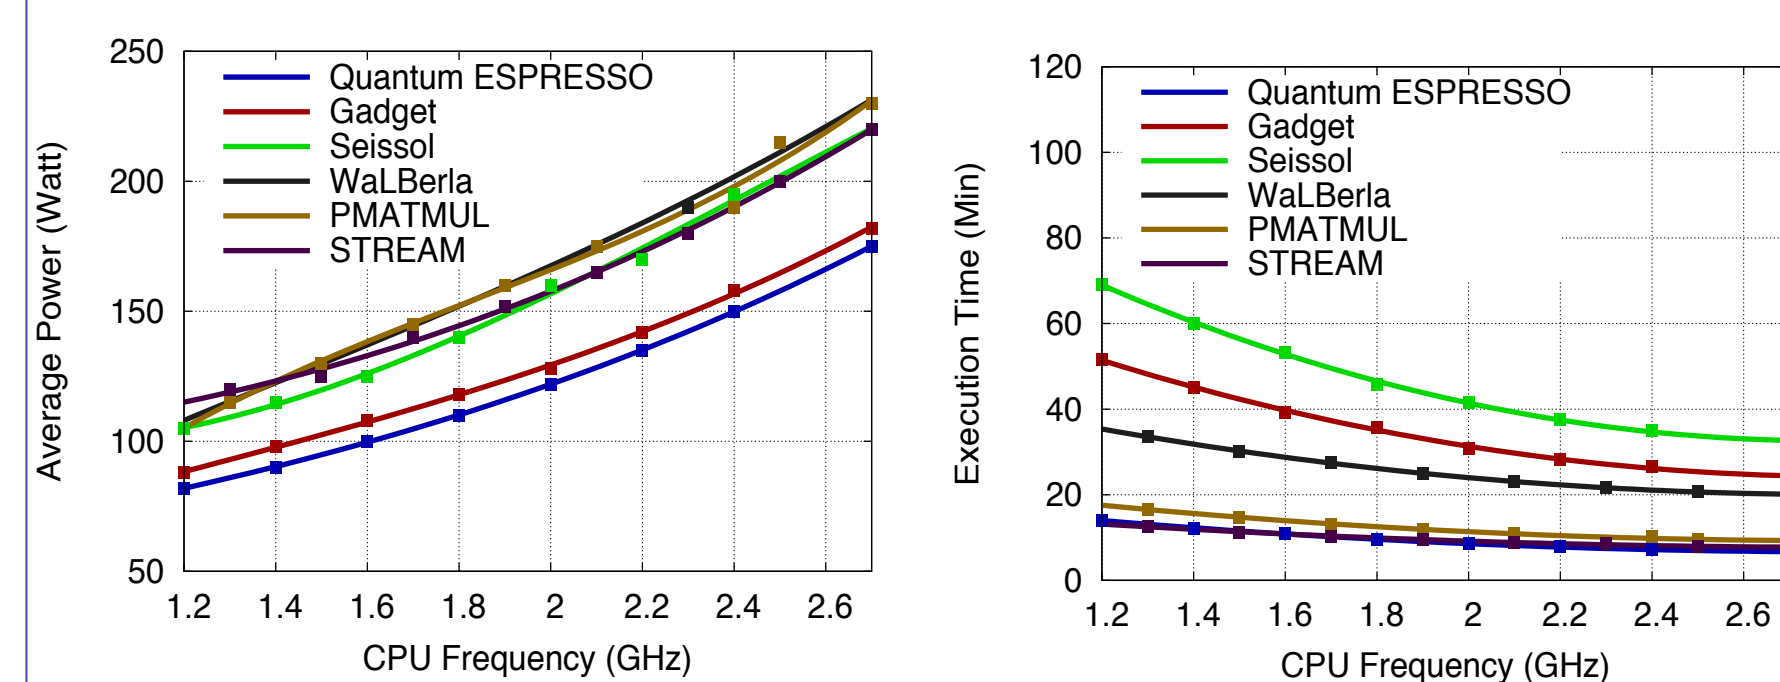 250
200
150
100
50
Average Power (Watt)
Quantum ESPRESSO
Gadget
Seissol
WaLBerla
PMATMUL
STREAM
1.2 1.4 1.6 1.8 2 2.2 2.4 2.6
CPU Frequency (GHz)
120
100
80
60
40
20
0
Execution Time (Min)
Quantum ESPRESSO
Gadget
Seissol
WaLBerla
PMATMUL
STREAM
1.2 1.4 1.6 1.8 2 2.2 2.4 2.6
CPU Frequency (GHz)